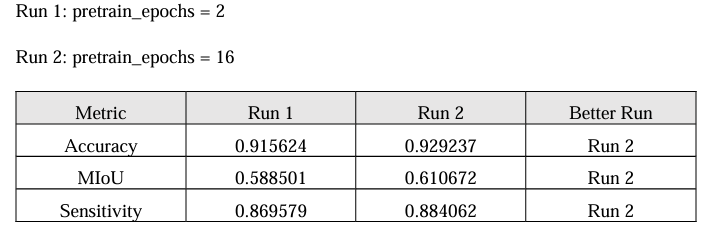 Run 1: pretrain_epochs = 2
Run 2: pretrain_epochs = 16
Metric Run 1 Run 2 Better Run
Accuracy 0.915624 0.929237 Run 2
MIoU 0.588501 0.610672 Run 2
Sensitivity 0.869579 0.884062 Run 2